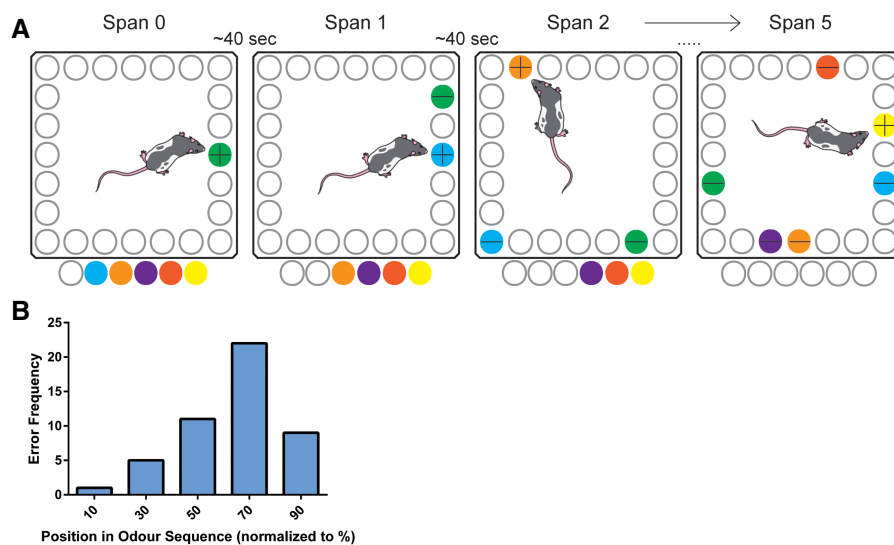 A
Span 0
~40 sec
Span 1
~40 sec
Span 2
.....
Span 5
B
Error Frequency
25
20
15
10
5
0
10
30
50
70
90
Position in Odour Sequence (normalized to %)